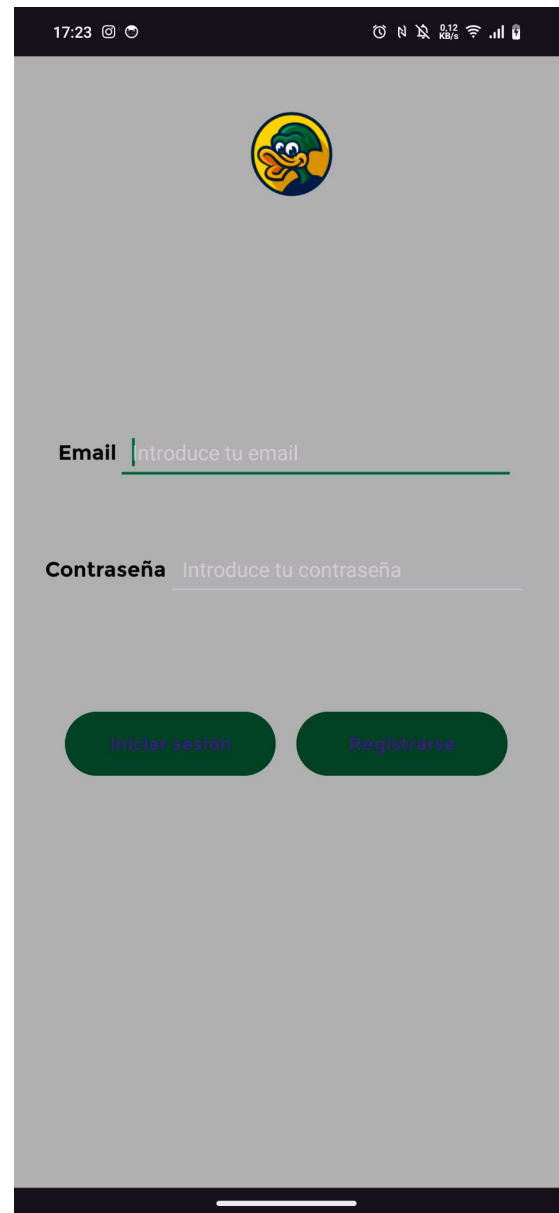 17:23 0,12 KB/s
Email Introduce tu email
Contraseña Introduce tu contraseña
Iniciar sesión Registrarse